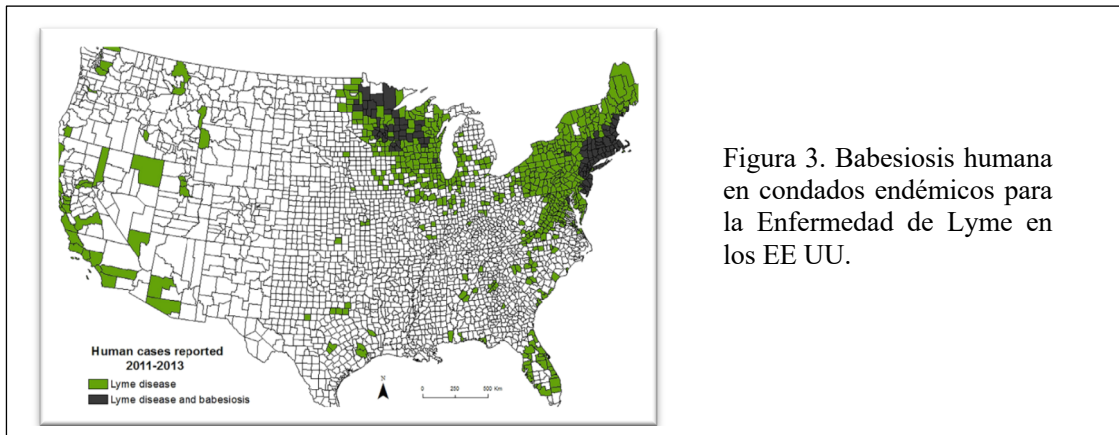 Figura 3. Babesiosis humana
en condados endémicos para
la Enfermedad de Lyme en
los EE UU.
Human cases reported
2011-2013
Lyme disease
Lyme disease and babesiosis
N
0 250 500 Km